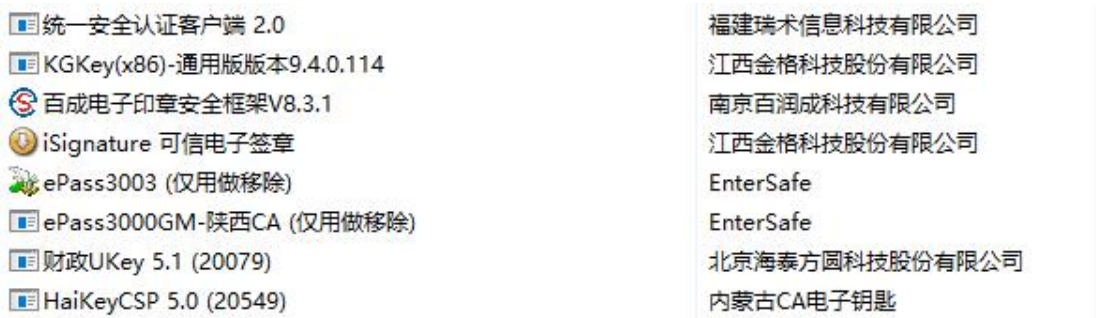 统一安全认证客户端 2.0 福建瑞术信息科技有限公司
KGKey(x86)-通用版版本9.4.0.114 江西金格科技股份有限公司
百成电子印章安全框架V8.3.1 南京百润成科技有限公司
iSignature 可信电子签章 江西金格科技股份有限公司
ePass3003 (仅用做移除) EnterSafe
ePass3000GM-陕西CA (仅用做移除) EnterSafe
财政UKey 5.1 (20079) 北京海泰方圆科技股份有限公司
HaiKeyCSP 5.0 (20549) 内蒙古CA电子钥匙